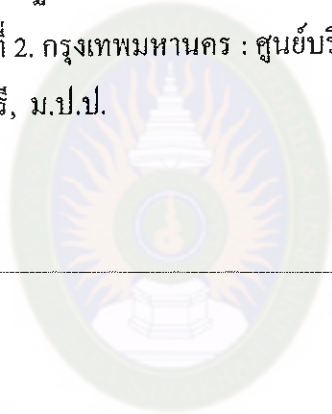 ที่ 2. กรุงเทพมหานคร : ศูนย์บริ
รี, ม.ป.ป.